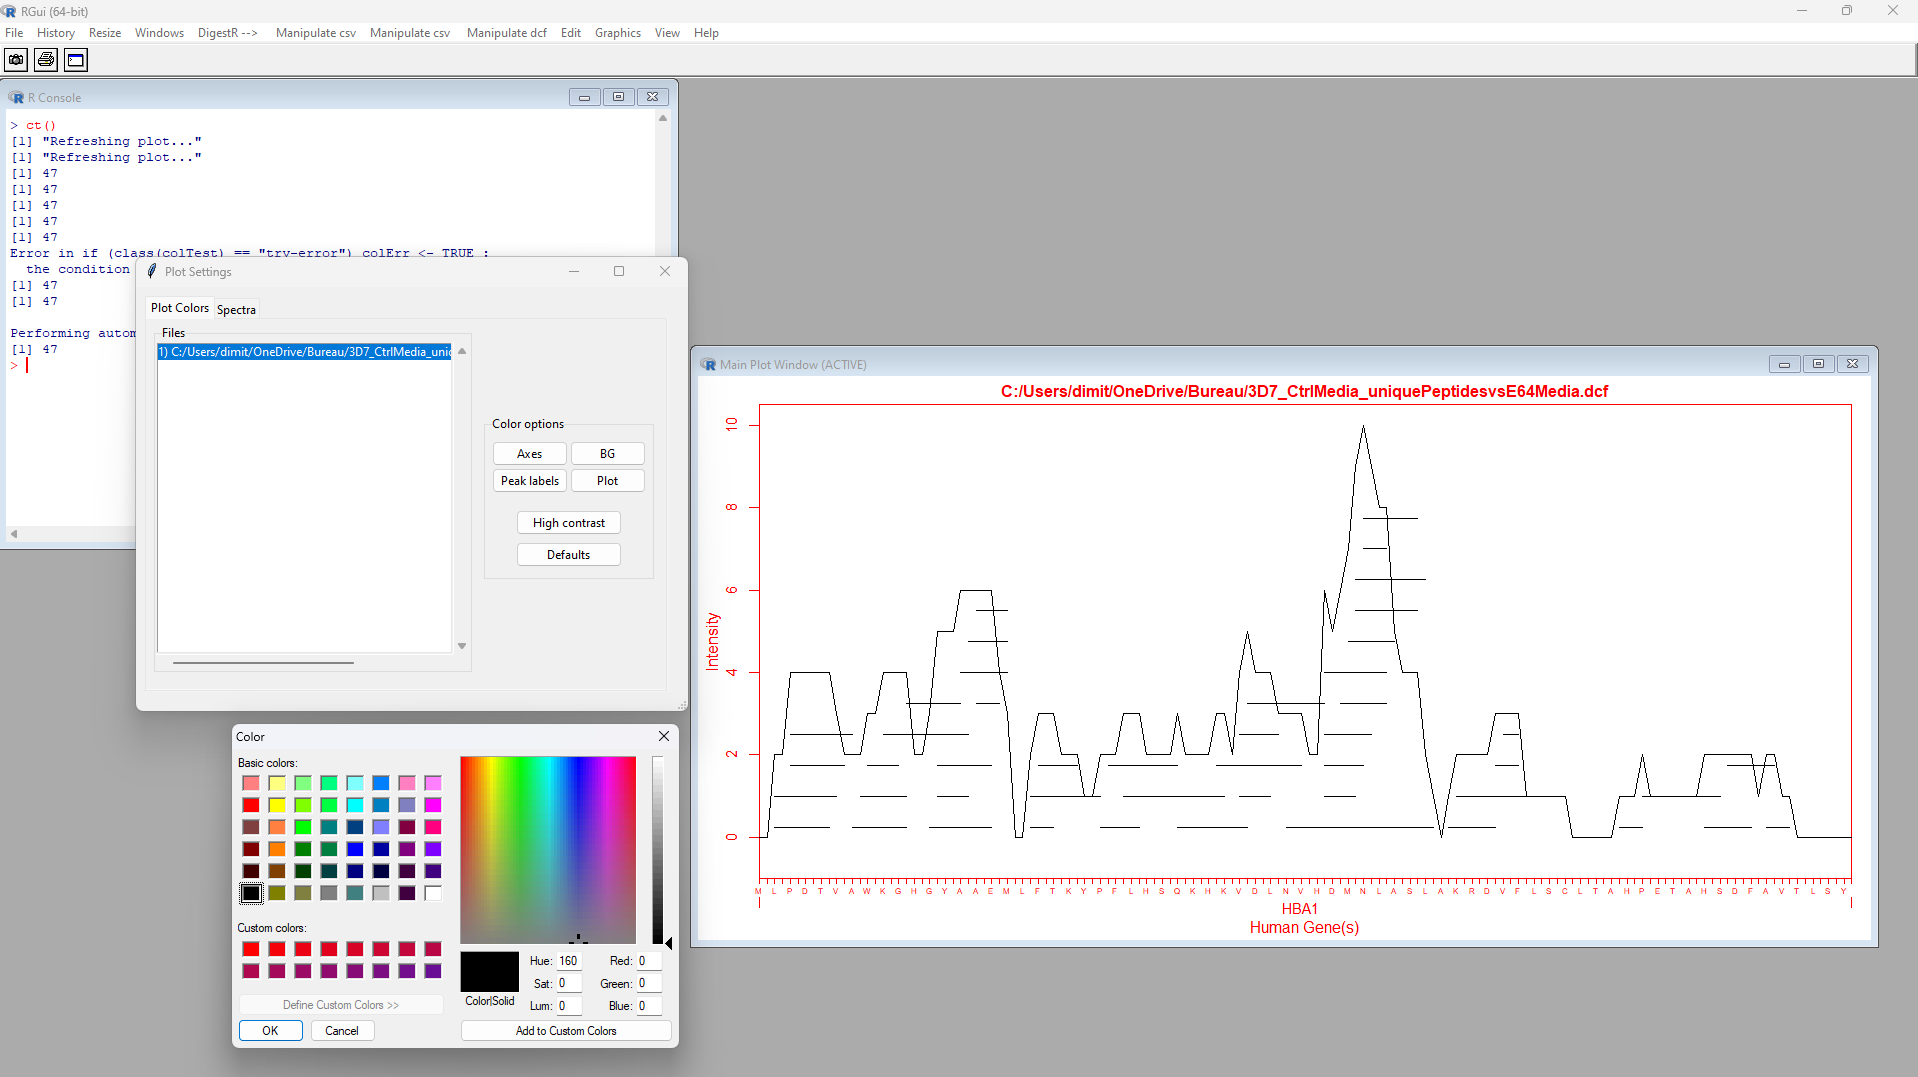 RGui (64-bit)
File History Resize Windows DigestR --> Manipulate csv Manipulate csv Manipulate dcf Edit Graphics View Help
R Console
> ct()
[1] "Refreshing plot..."
[1] "Refreshing plot..."
[1] 47
[1] 47
[1] 47
[1] 47
[1] 47
Error in if (class(colTest) == "try-error") colErr <- TRUE :
the condition
[1] 47
[1] 47
Performing autom
[1] 47
>
Plot Settings
Plot Colors Spectra
Files
1) C:/Users/dimit/OneDrive/Bureau/3D7_CtrlMedia_uniq
Color options
Axes BG
Peak labels Plot
High contrast
Defaults
Color
Basic colors:
Custom colors:
Define Custom Colors >>
OK Cancel
Hue: 160 Red: 0
Sat: 0 Green: 0
Lum: 0 Blue: 0
Color|Solid
Add to Custom Colors
Main Plot Window (ACTIVE)
C:/Users/dimit/OneDrive/Bureau/3D7_CtrlMedia_uniquePeptidesvsE64Media.dcf
Intensity
10
8
6
4
2
0
M L P D T V A W K G H G Y A A E M L F T K Y P F L H S Q K H K V D L N V H D M N L A S L A K R D V F L S C L T A H P E T A H S D F A V T L S Y
HBA1
Human Gene(s)